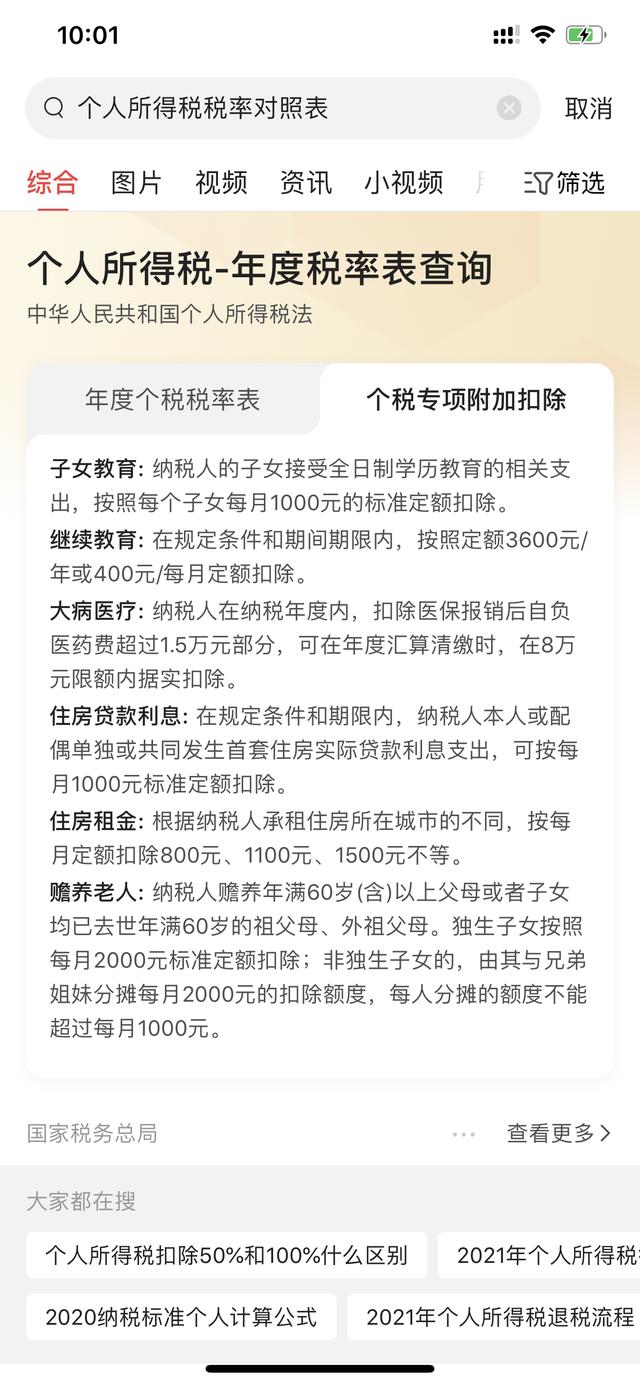 10:01
个人所得税税率对照表
取消
综合 图片 视频 资讯 小视频 筛选
个人所得税-年度税率表查询
中华人民共和国个人所得税法
年度个税税率表 个税专项附加扣除
子女教育: 纳税人的子女接受全日制学历教育的相关支
出，按照每个子女每月1000元的标准定额扣除。
继续教育: 在规定条件和期间期限内，按照定额3600元/
年或400元/每月定额扣除。
大病医疗: 纳税人在纳税年度内，扣除医保报销后自负
医药费超过1.5万元部分，可在年度汇算清缴时，在8万
元限额内据实扣除。
住房贷款利息: 在规定条件和期限内，纳税人本人或配
偶单独或共同发生首套住房实际贷款利息支出，可按每
月1000元标准定额扣除。
住房租金: 根据纳税人承租住房所在城市的不同，按每
月定额扣除800元、1100元、1500元不等。
赡养老人: 纳税人赡养年满60岁(含)以上父母或者子女
均已去世年满60岁的祖父母、外祖父母。独生子女按照
每月2000元标准定额扣除；非独生子女的，由其与兄弟
姐妹分摊每月2000元的扣除额度，每人分摊的额度不能
超过每月1000元。
国家税务总局 ··· 查看更多
大家都在搜
个人所得税扣除50%和100%什么区别 2021年个人所得税
2020纳税标准个人计算公式 2021年个人所得税退税流程